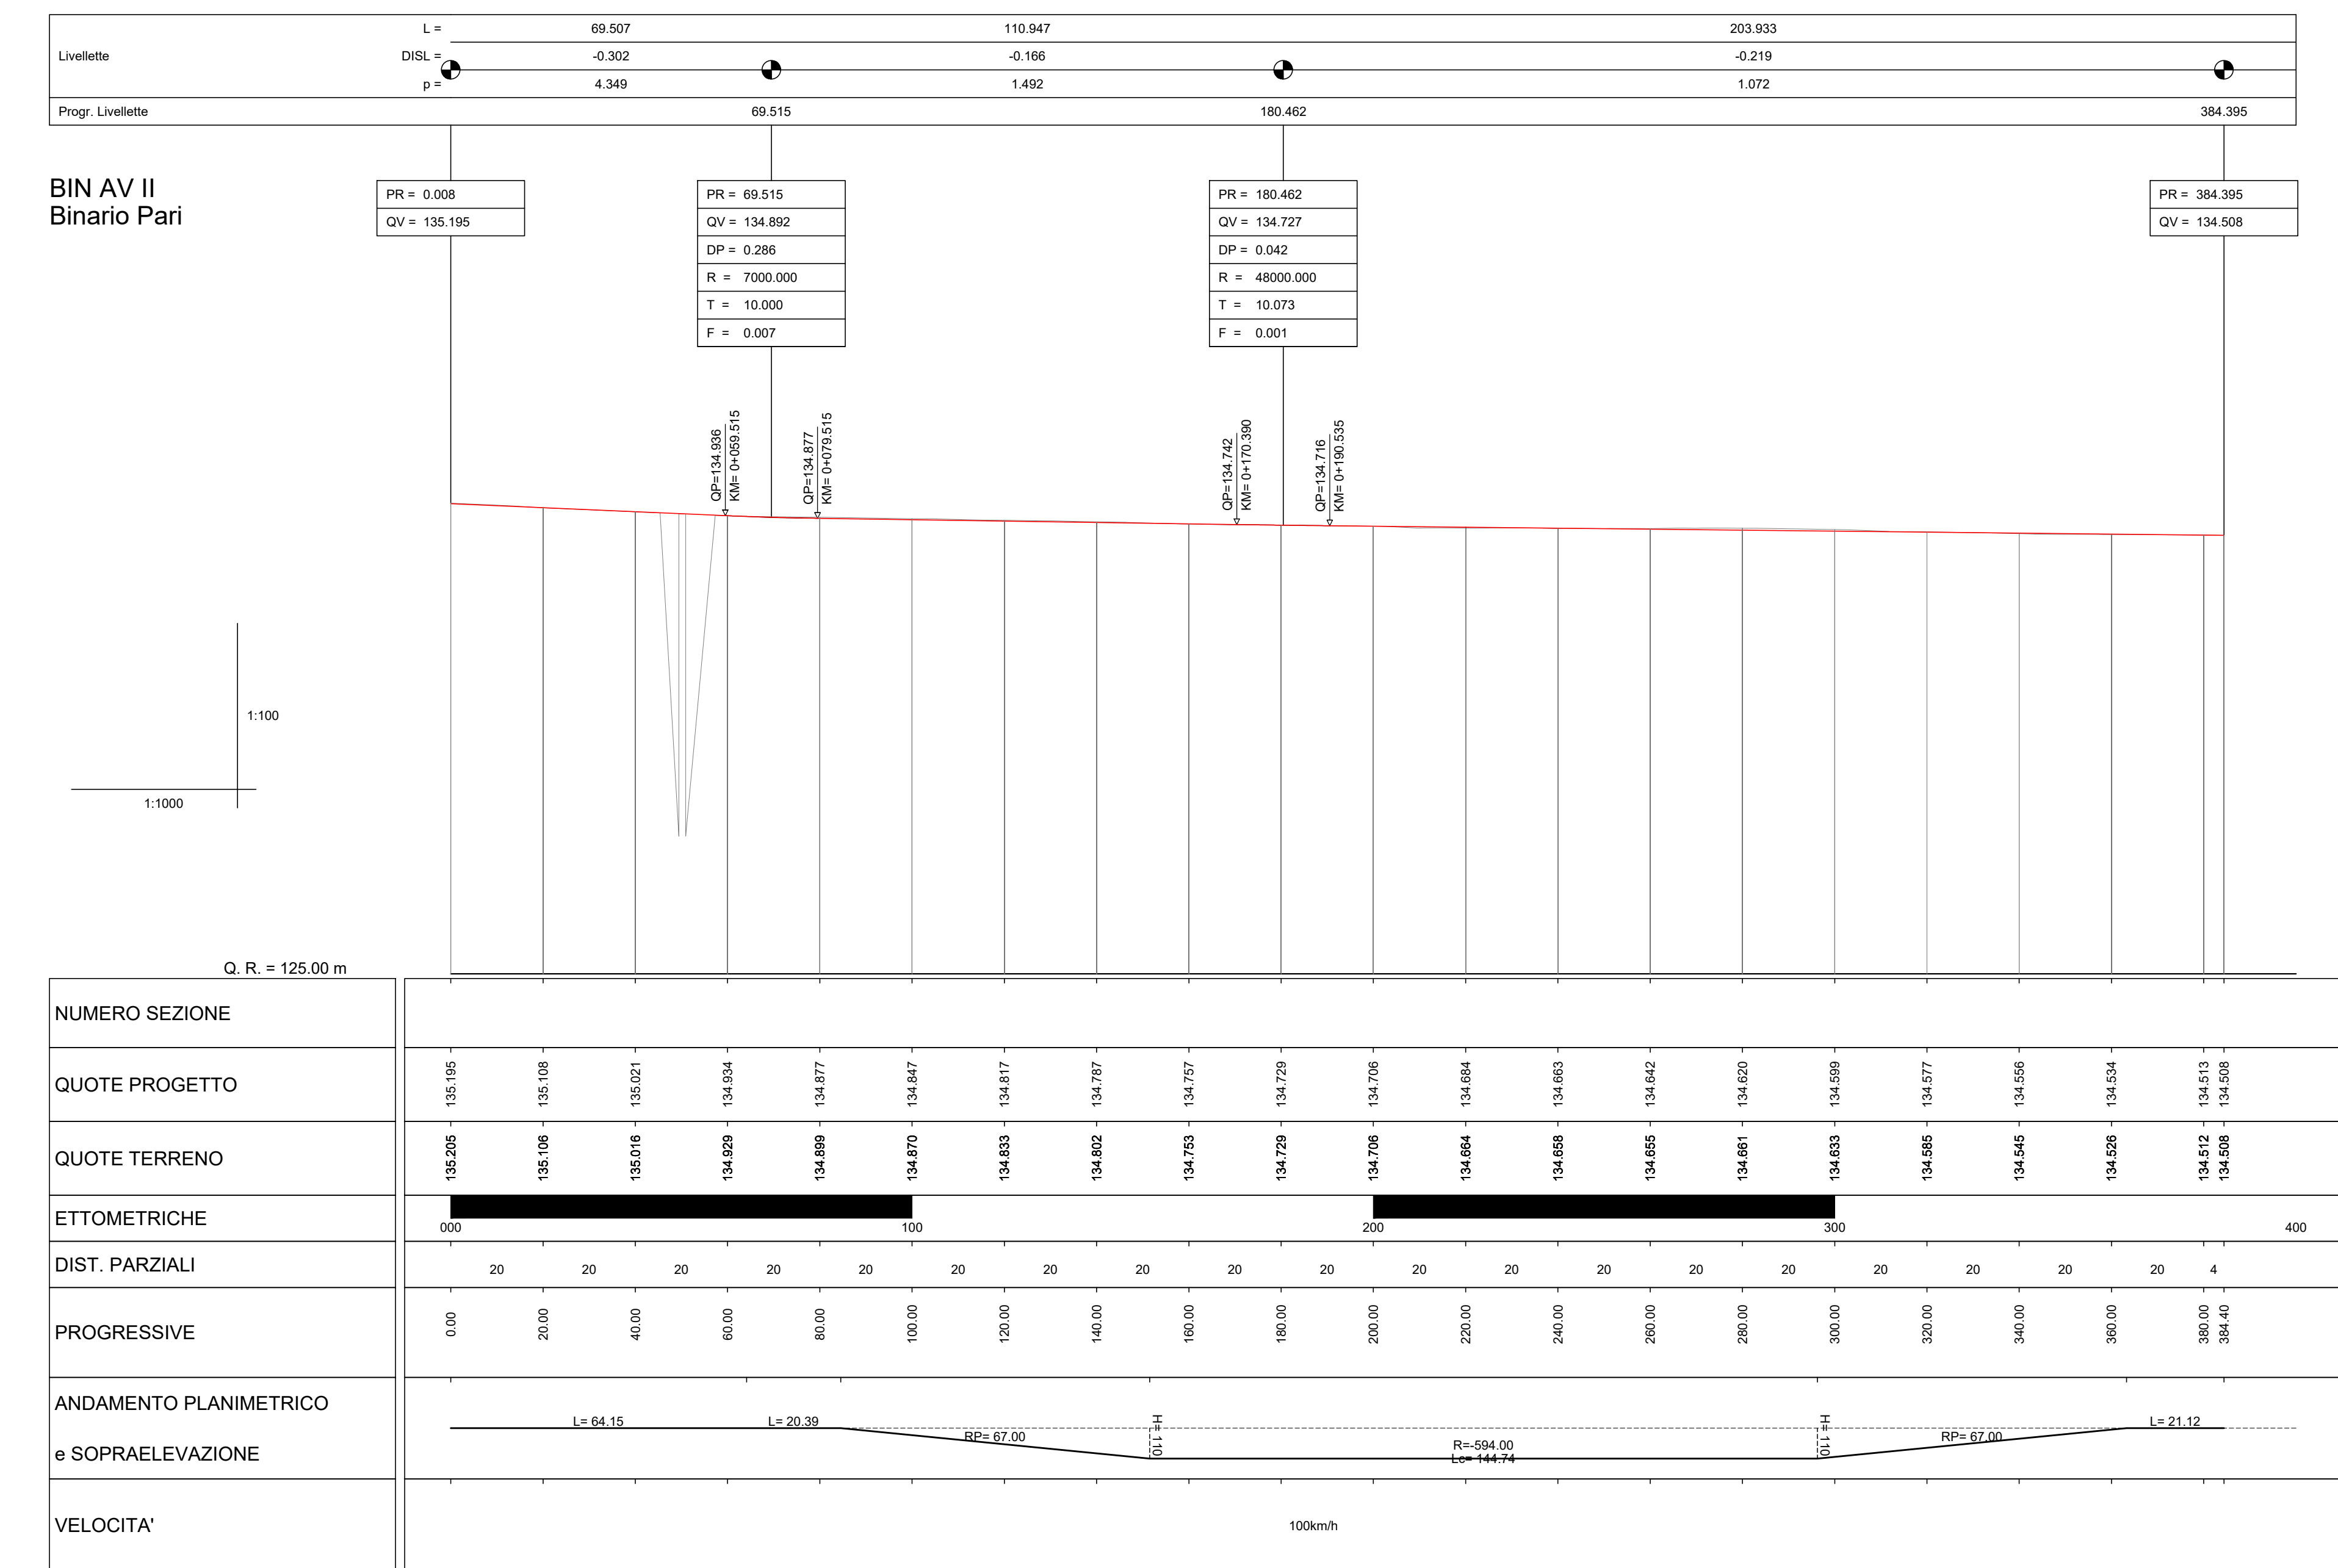 L = 69.507 110.947 203.933
Livellette DISL = -0.302 -0.166 -0.219
p = 4.349 1.492 1.072
Progr. Livellette 69.515 180.462 384.395
BIN AV II
Binario Pari
PR = 0.008
QV = 135.195
PR = 69.515
QV = 134.892
DP = 0.286
R = 7000.000
T = 10.000
F = 0.007
PR = 180.462
QV = 134.727
DP = 0.042
R = 48000.000
T = 10.073
F = 0.001
PR = 384.395
QV = 134.508
QP=134.936
KM= 0+059.515
QP=134.877
KM= 0+079.515
QP=134.742
KM= 0+170.390
QP=134.716
KM= 0+190.535
1:100
1:1000
Q. R. = 125.00 m
NUMERO SEZIONE
QUOTE PROGETTO 135.195 135.108 135.021 134.934 134.877 134.847 134.817 134.787 134.757 134.729 134.706 134.684 134.663 134.642 134.620 134.599 134.577 134.556 134.534 134.513 134.508
QUOTE TERRENO 135.205 135.106 135.016 134.929 134.899 134.870 134.833 134.802 134.753 134.729 134.706 134.664 134.658 134.655 134.661 134.633 134.585 134.545 134.526 134.512 134.508
ETTOMETRICHE
000 100 200 300 400
DIST. PARZIALI 20 20 20 20 20 20 20 20 20 20 20 20 20 20 20 20 20 20 20 4
PROGRESSIVE 0.00 20.00 40.00 60.00 80.00 100.00 120.00 140.00 160.00 180.00 200.00 220.00 240.00 260.00 280.00 300.00 320.00 340.00 360.00 380.00 384.40
ANDAMENTO PLANIMETRICO
e SOPRAELEVAZIONE
L= 64.15 L= 20.39 RP= 67.00 H= 110 R=-594.00
Lc= 144.74
H= 110 RP= 67.00 L= 21.12
VELOCITA' 100km/h